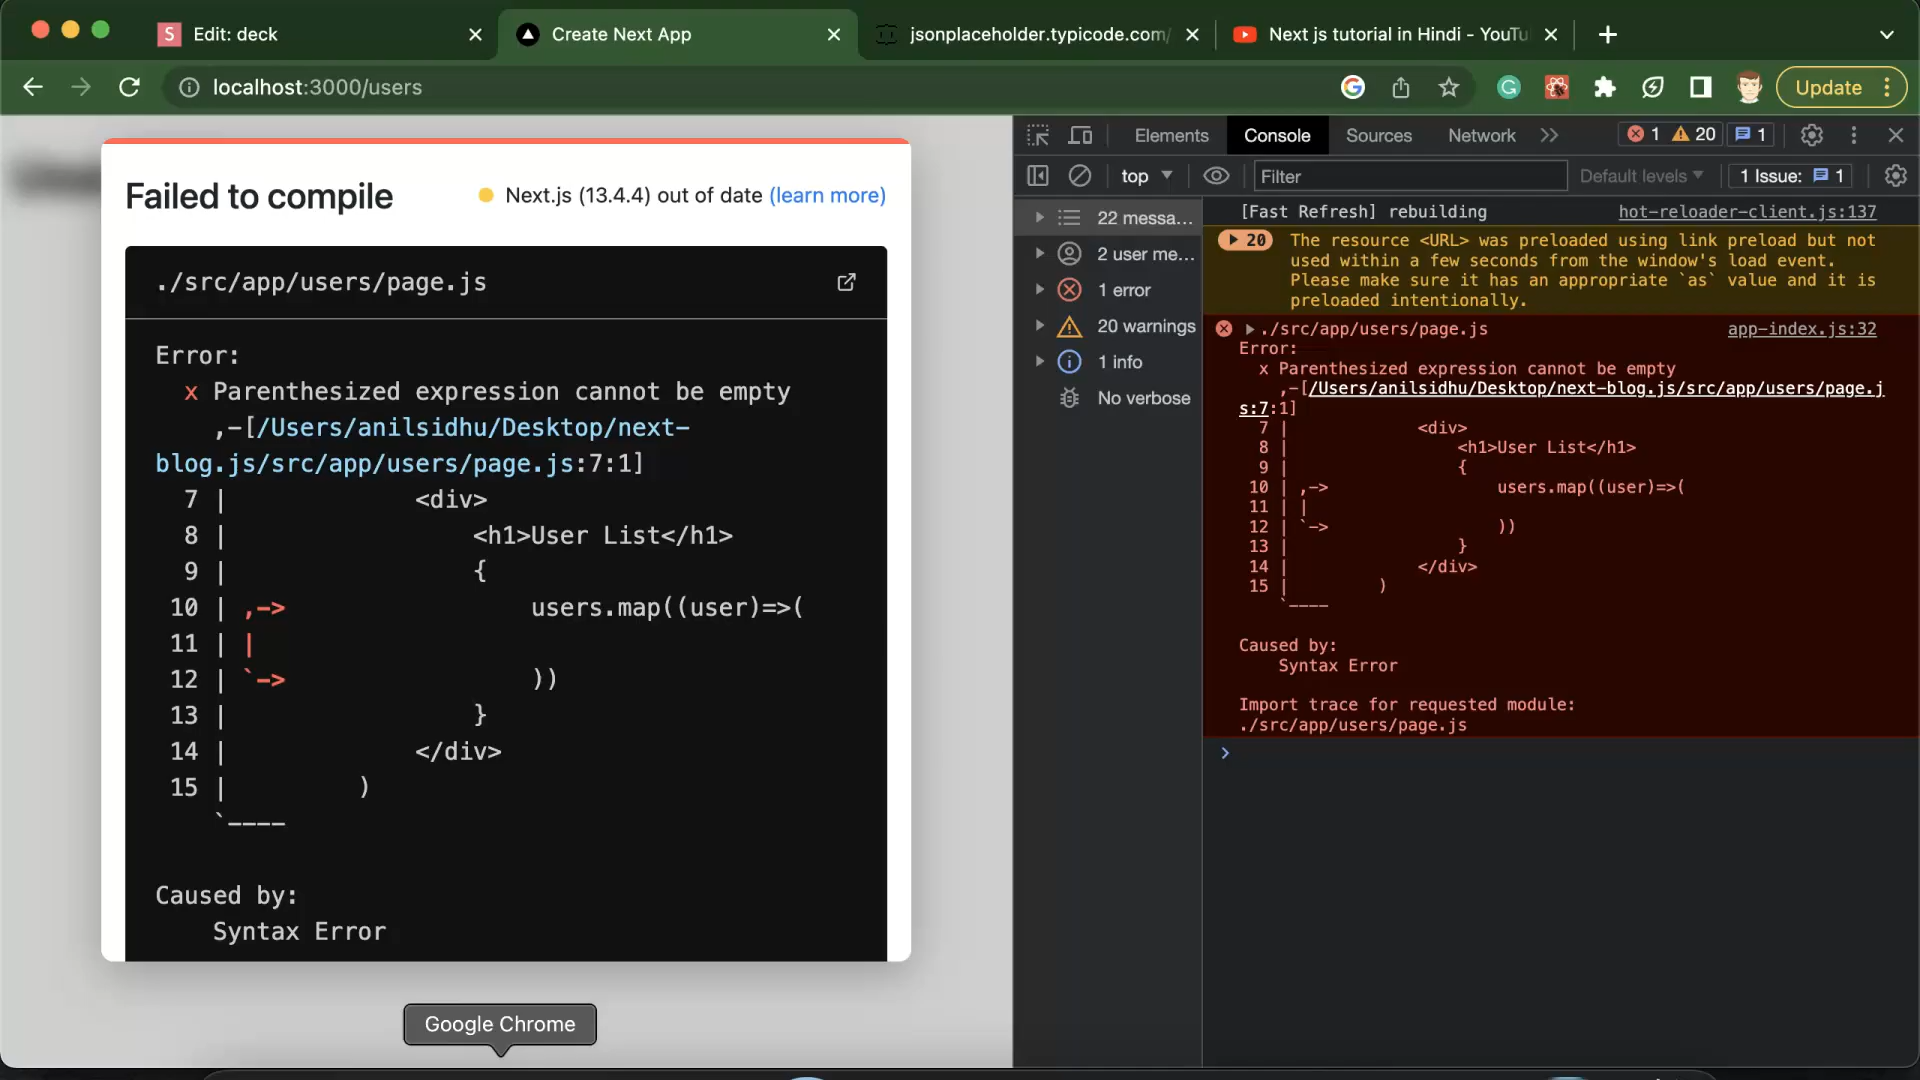 S Edit: deck
Create Next App
jsonplaceholder.typicode.com/
Next js tutorial in Hindi - YouTu
localhost:3000/users
Update
Failed to compile
Next.js (13.4.4) out of date (learn more)
./src/app/users/page.js
Error:
x Parenthesized expression cannot be empty
,-[/Users/anilsidhu/Desktop/next-
blog.js/src/app/users/page.js:7:1]
7 | <div>
8 | <h1>User List</h1>
9 | {
10 | ,-> users.map((user)=>(
11 | |
12 | `-> ))
13 | }
14 | </div>
15 | )
`----
Caused by:
Syntax Error
Google Chrome
Elements Console Sources Network 1 20 1
top Filter Default levels 1 Issue: 1
22 messa...
2 user me...
1 error
20 warnings
1 info
No verbose
[Fast Refresh] rebuilding hot-reloader-client.js:137
20 The resource <URL> was preloaded using link preload but not
used within a few seconds from the window's load event.
Please make sure it has an appropriate `as` value and it is
preloaded intentionally.
./src/app/users/page.js app-index.js:32
Error:
x Parenthesized expression cannot be empty
,-[/Users/anilsidhu/Desktop/next-blog.js/src/app/users/page.j
s:7:1]
7 | <div>
8 | <h1>User List</h1>
9 | {
10 | ,-> users.map((user)=>(
11 | |
12 | `-> ))
13 | }
14 | </div>
15 | )
`----
Caused by:
Syntax Error
Import trace for requested module:
./src/app/users/page.js